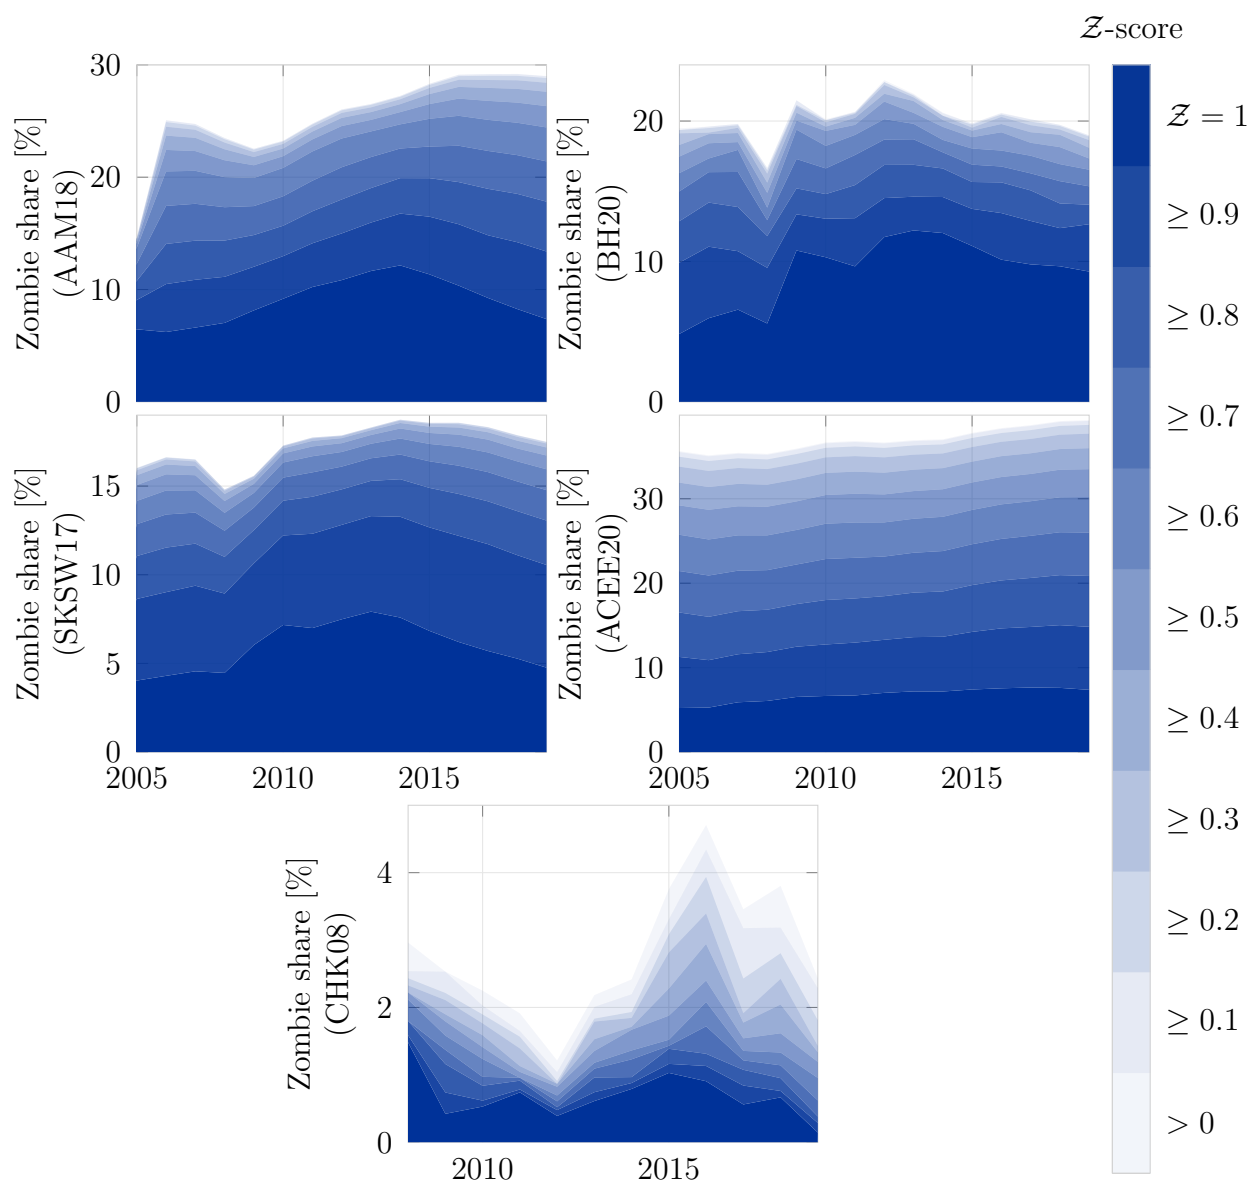 𝒵-score
30
20
10
0
Zombie share [%]
(AAM18)
20
10
0
Zombie share [%]
(BH20)
15
10
5
0
Zombie share [%]
(SKSW17)
2005 2010 2015
30
20
10
0
Zombie share [%]
(ACEE20)
2005 2010 2015
4
2
0
Zombie share [%]
(CHK08)
2010 2015
𝒵 = 1
≥ 0.9
≥ 0.8
≥ 0.7
≥ 0.6
≥ 0.5
≥ 0.4
≥ 0.3
≥ 0.2
≥ 0.1
> 0